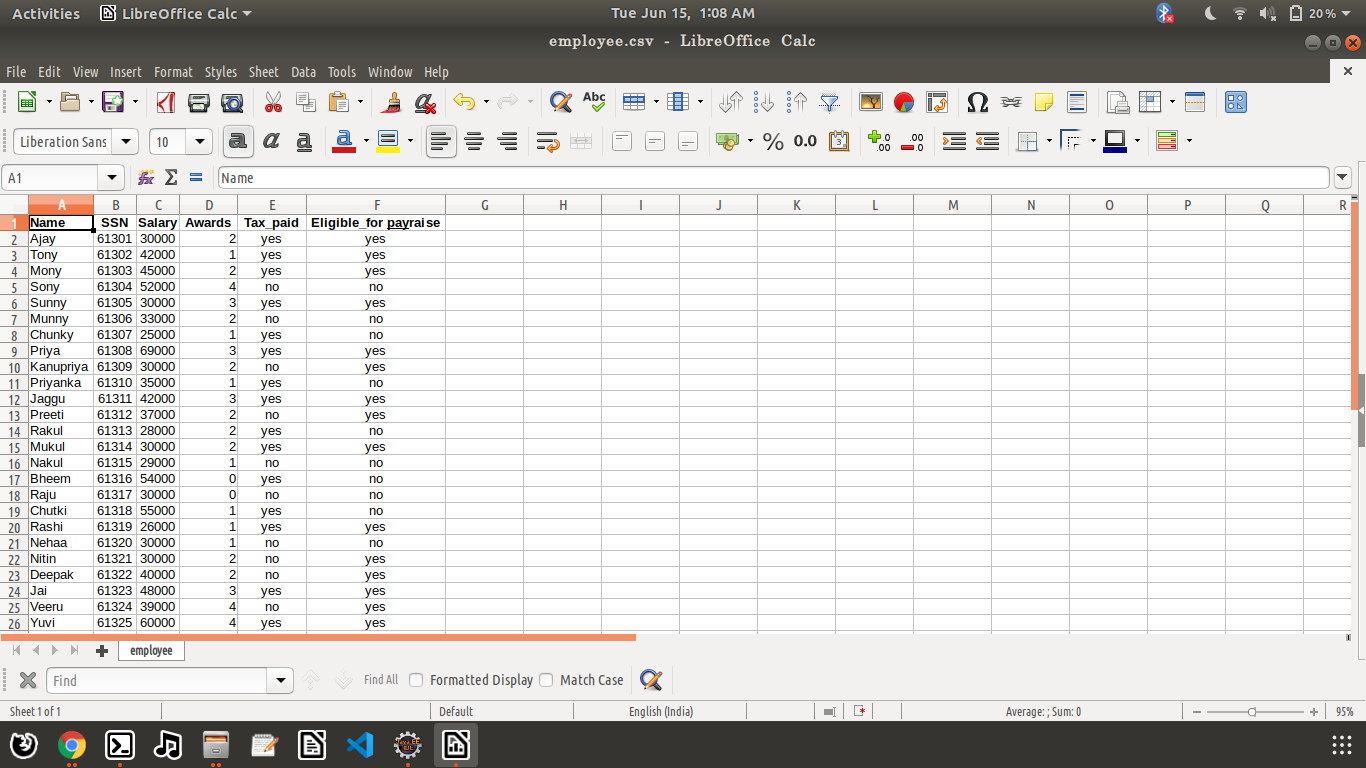 Activities LibreOffice Calc Tue Jun 15, 1:08 AM 20 %
employee.csv - LibreOffice Calc
File Edit View Insert Format Styles Sheet Data Tools Window Help
Abc
Liberation Sans 10 a a a a % 0.0
A1 Name
A B C D E F G H I J K L M N O P Q R
1 Name SSN Salary Awards Tax_paid Eligible_for payraise
2 Ajay 61301 30000 2 yes yes
3 Tony 61302 42000 1 yes yes
4 Mony 61303 45000 2 yes yes
5 Sony 61304 52000 4 no no
6 Sunny 61305 30000 3 yes yes
7 Munny 61306 33000 2 no no
8 Chunky 61307 25000 1 yes no
9 Priya 61308 69000 3 yes yes
10 Kanupriya 61309 30000 2 no yes
11 Priyanka 61310 35000 1 yes no
12 Jaggu 61311 42000 3 yes yes
13 Preeti 61312 37000 2 no yes
14 Rakul 61313 28000 2 yes no
15 Mukul 61314 30000 2 yes yes
16 Nakul 61315 29000 1 no no
17 Bheem 61316 54000 0 yes no
18 Raju 61317 30000 0 no no
19 Chutki 61318 55000 1 yes no
20 Rashi 61319 26000 1 yes yes
21 Nehaa 61320 30000 1 no no
22 Nitin 61321 30000 2 no yes
23 Deepak 61322 40000 2 no yes
24 Jai 61323 48000 3 yes yes
25 Veeru 61324 39000 4 no yes
26 Yuvi 61325 60000 4 yes yes
employee
Find Find All Formatted Display Match Case
Sheet 1 of 1 Default English (India) Average: ; Sum: 0 95%